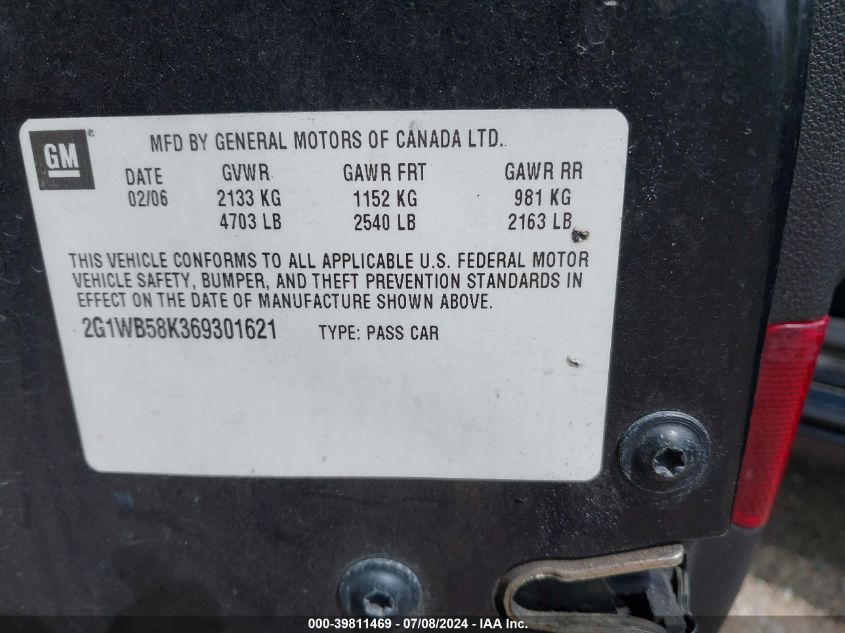 GM
MFD BY GENERAL MOTORS OF CANADA LTD.
DATE GVWR GAWR FRT GAWR RR
02/06 2133 KG 1152 KG 981 KG
4703 LB 2540 LB 2163 LB
THIS VEHICLE CONFORMS TO ALL APPLICABLE U.S. FEDERAL MOTOR
VEHICLE SAFETY, BUMPER, AND THEFT PREVENTION STANDARDS IN
EFFECT ON THE DATE OF MANUFACTURE SHOWN ABOVE.
2G1WB58K369301621 TYPE: PASS CAR
000-39811469 - 07/08/2024 - IAA Inc.